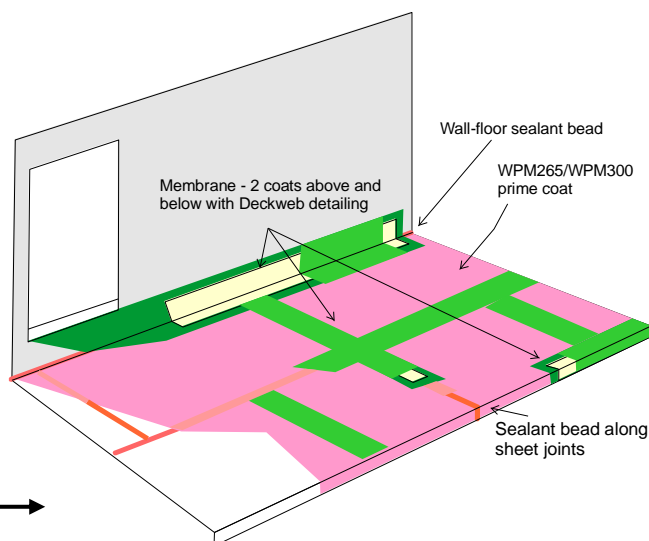 Wall-floor sealant bead
WPM265/WPM300
prime coat
Membrane - 2 coats above and
below with Deckweb detailing
Sealant bead along
sheet joints